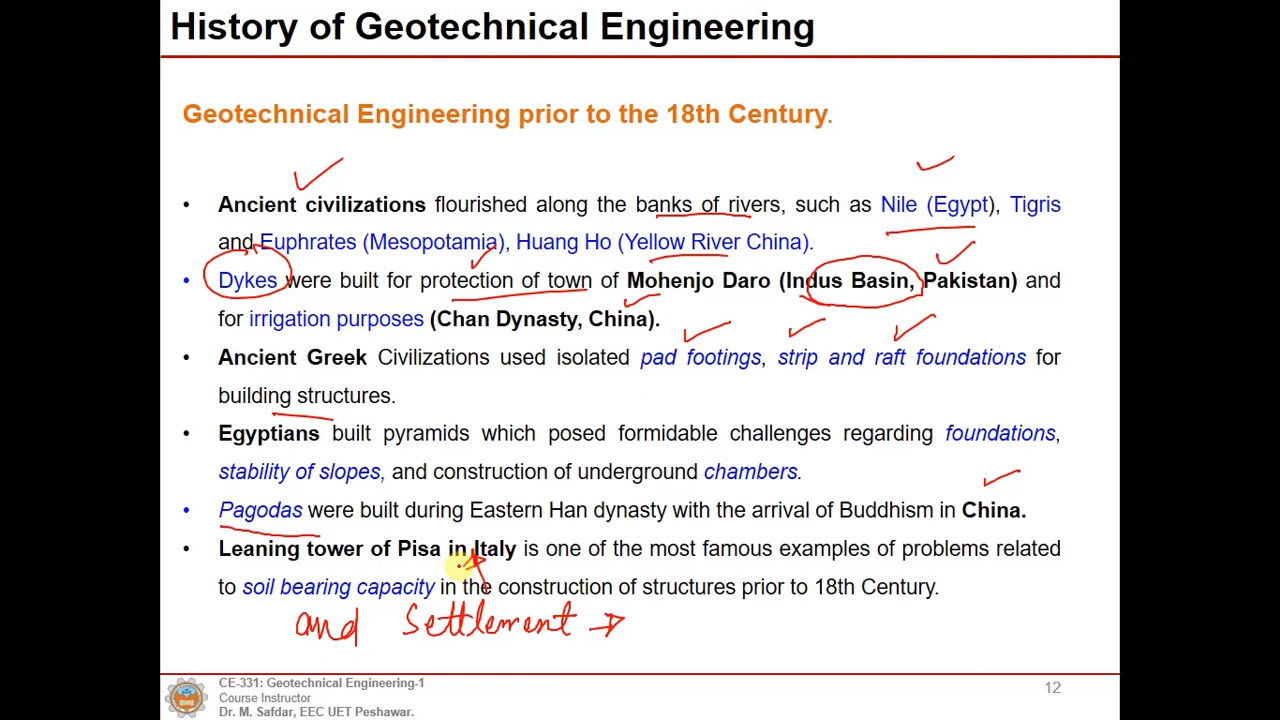 History of Geotechnical Engineering
Geotechnical Engineering prior to the 18th Century.
• Ancient civilizations flourished along the banks of rivers, such as Nile (Egypt), Tigris
and Euphrates (Mesopotamia), Huang Ho (Yellow River China).
• Dykes were built for protection of town of Mohenjo Daro (Indus Basin, Pakistan) and
for irrigation purposes (Chan Dynasty, China).
• Ancient Greek Civilizations used isolated pad footings, strip and raft foundations for
building structures.
• Egyptians built pyramids which posed formidable challenges regarding foundations,
stability of slopes, and construction of underground chambers.
• Pagodas were built during Eastern Han dynasty with the arrival of Buddhism in China.
• Leaning tower of Pisa in Italy is one of the most famous examples of problems related
to soil bearing capacity in the construction of structures prior to 18th Century.
and Settlement →
CE-331: Geotechnical Engineering-1
Course Instructor
Dr. M. Safdar, EEC UET Peshawar.
12